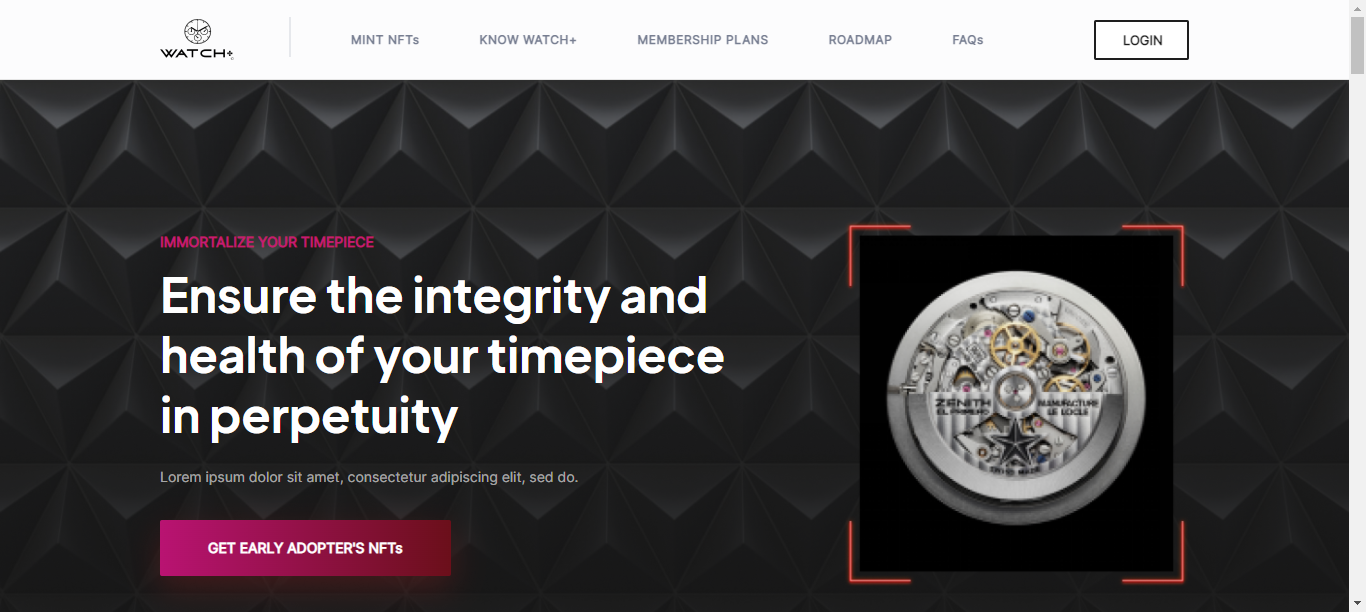 WATCH+
MINT NFTs
KNOW WATCH+
MEMBERSHIP PLANS
ROADMAP
FAQs
LOGIN
IMMORTALIZE YOUR TIMEPIECE
Ensure the integrity and
health of your timepiece
in perpetuity
Lorem ipsum dolor sit amet, consectetur adipiscing elit, sed do.
GET EARLY ADOPTER'S NFTs
ZENITH
EL PRIMERO
MANUFACTURE
LE LOCLE